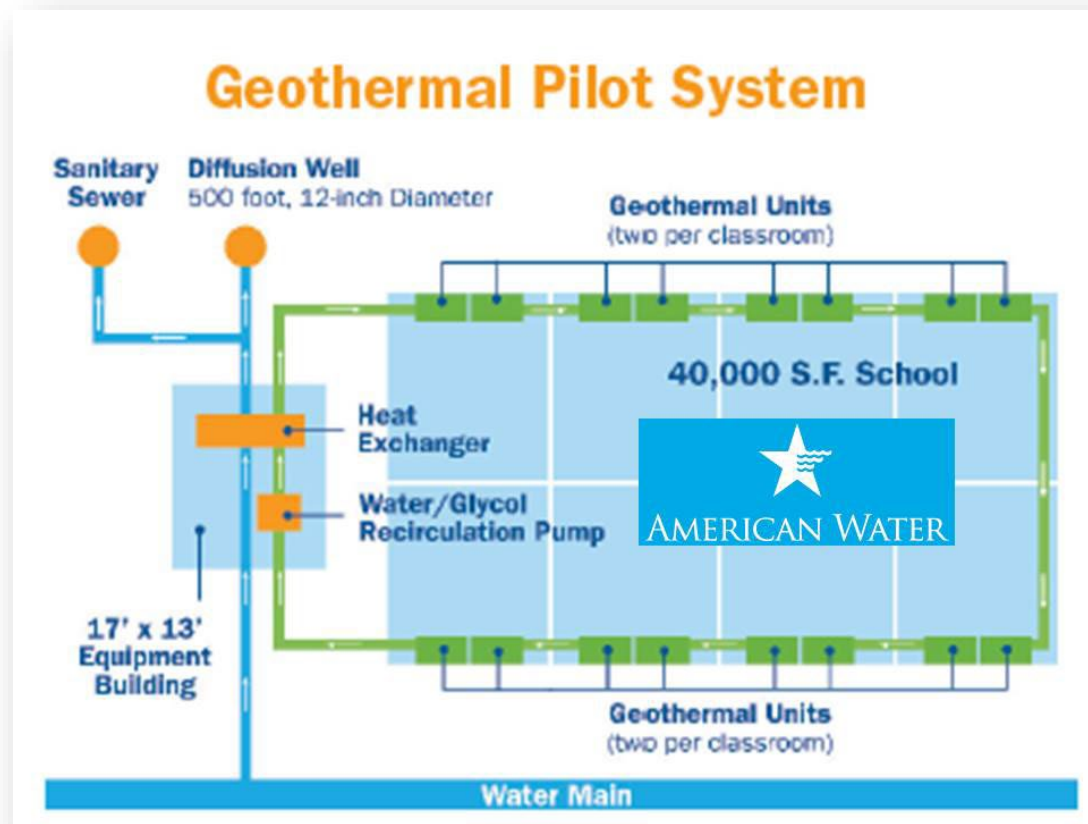 Geothermal Pilot System
Sanitary
Sewer
Diffusion Well
500 foot, 12-inch Diameter
Geothermal Units
(two per classroom)
40,000 S.F. School
Heat
Exchanger
AMERICAN WATER
Water/Glycol
Recirculation Pump
17' x 13'
Equipment
Building
Geothermal Units
(two per classroom)
Water Main